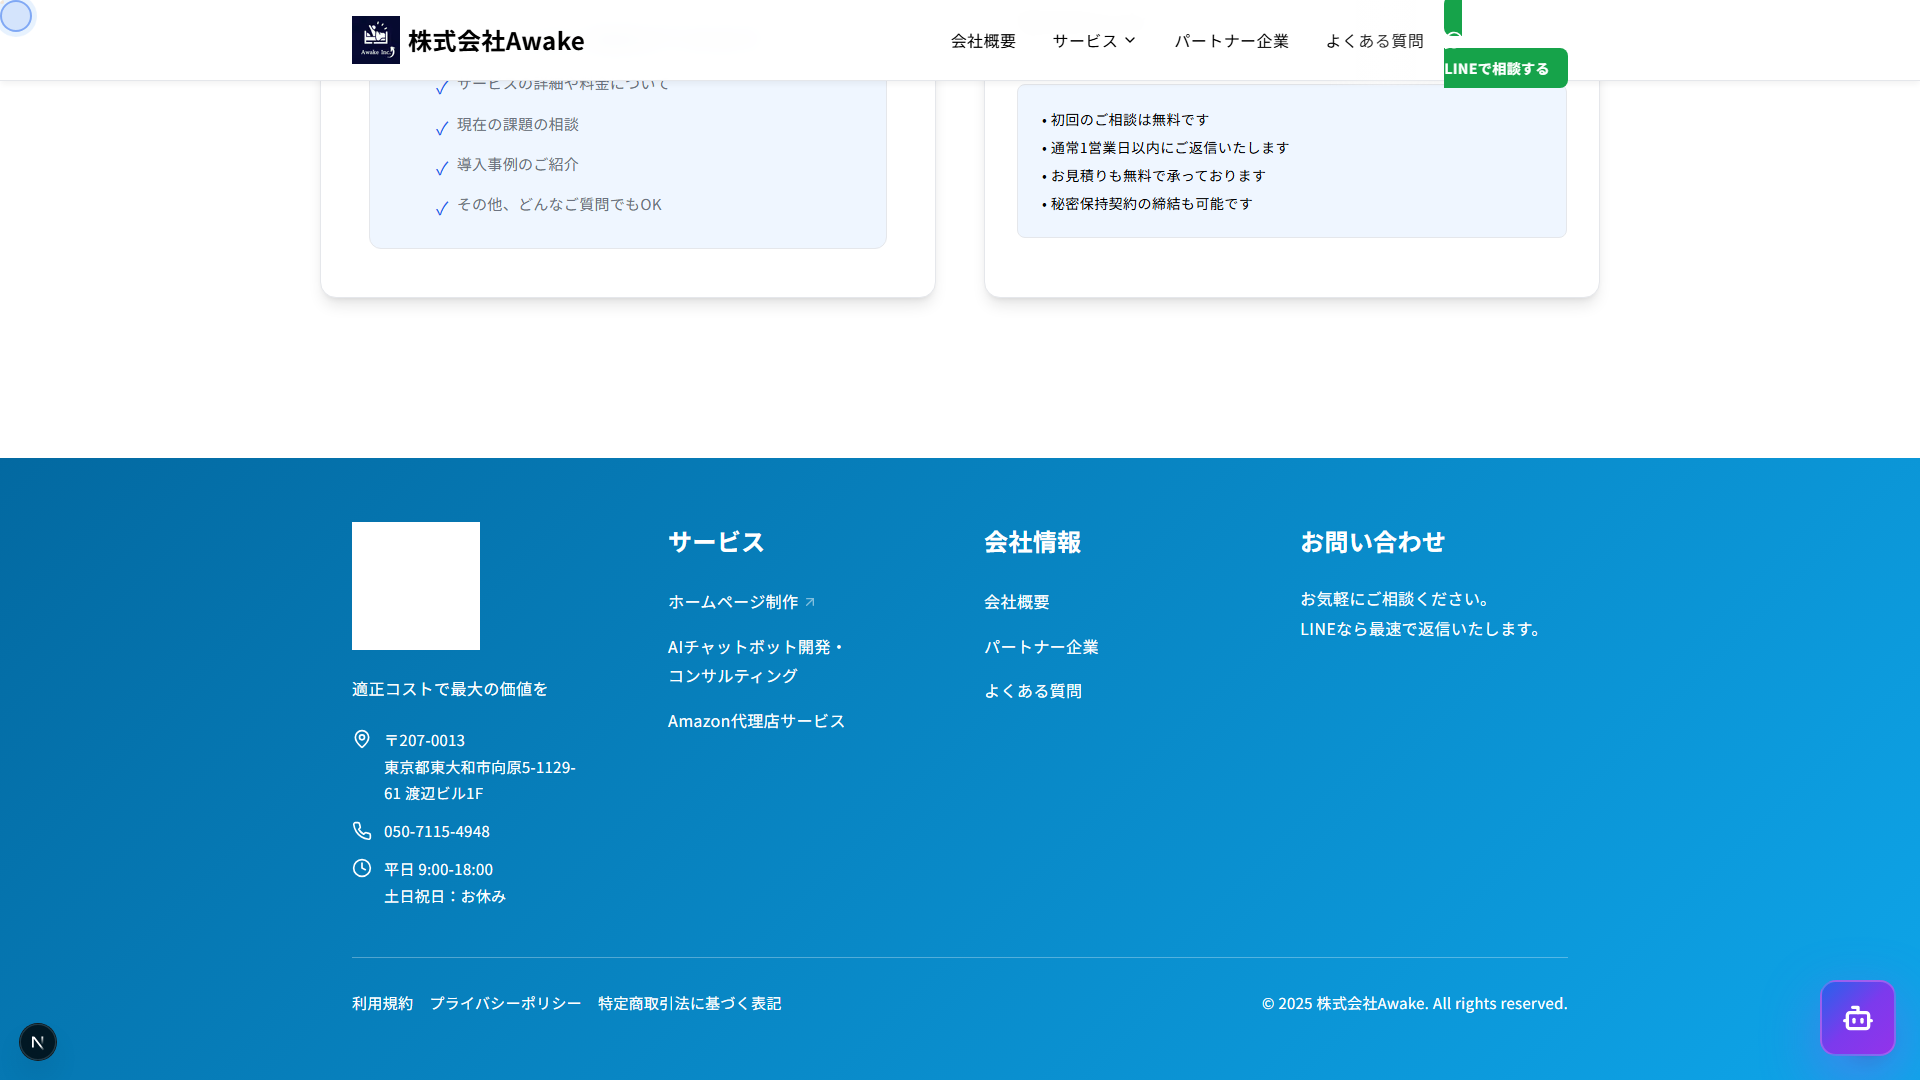 Awake Inc.
株式会社Awake
会社概要
サービス
パートナー企業
よくある質問
LINEで相談する
サービスの詳細や料金について
✓ 現在の課題の相談
✓ 導入事例のご紹介
✓ その他、どんなご質問でもOK
• 初回のご相談は無料です
• 通常1営業日以内にご返信いたします
• お見積りも無料で承っております
• 秘密保持契約の締結も可能です
適正コストで最大の価値を
〒207-0013
東京都東大和市向原5-1129-
61 渡辺ビル1F
050-7115-4948
平日 9:00-18:00
土日祝日：お休み
サービス
ホームページ制作
AIチャットボット開発・
コンサルティング
Amazon代理店サービス
会社情報
会社概要
パートナー企業
よくある質問
お問い合わせ
お気軽にご相談ください。
LINEなら最速で返信いたします。
利用規約
プライバシーポリシー
特定商取引法に基づく表記
© 2025 株式会社Awake. All rights reserved.
N